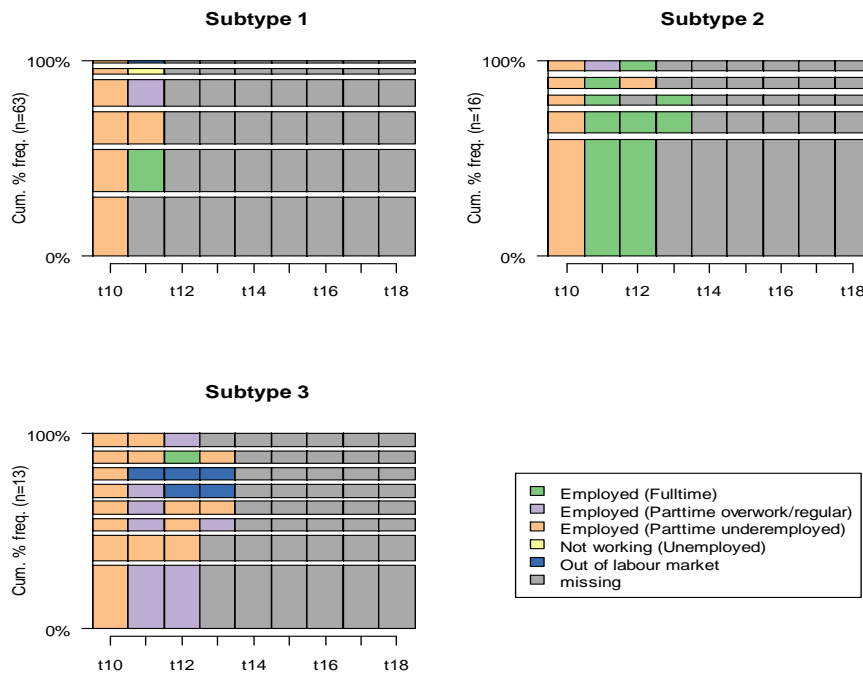 Subtype 1
Cum. % freq. (n=63)
100%
0%
t10 t12 t14 t16 t18
Subtype 2
Cum. % freq. (n=16)
100%
0%
t10 t12 t14 t16 t18
Subtype 3
Cum. % freq. (n=13)
100%
0%
t10 t12 t14 t16 t18
Employed (Fulltime)
Employed (Parttime overwork/regular)
Employed (Parttime underemployed)
Not working (Unemployed)
Out of labour market
missing